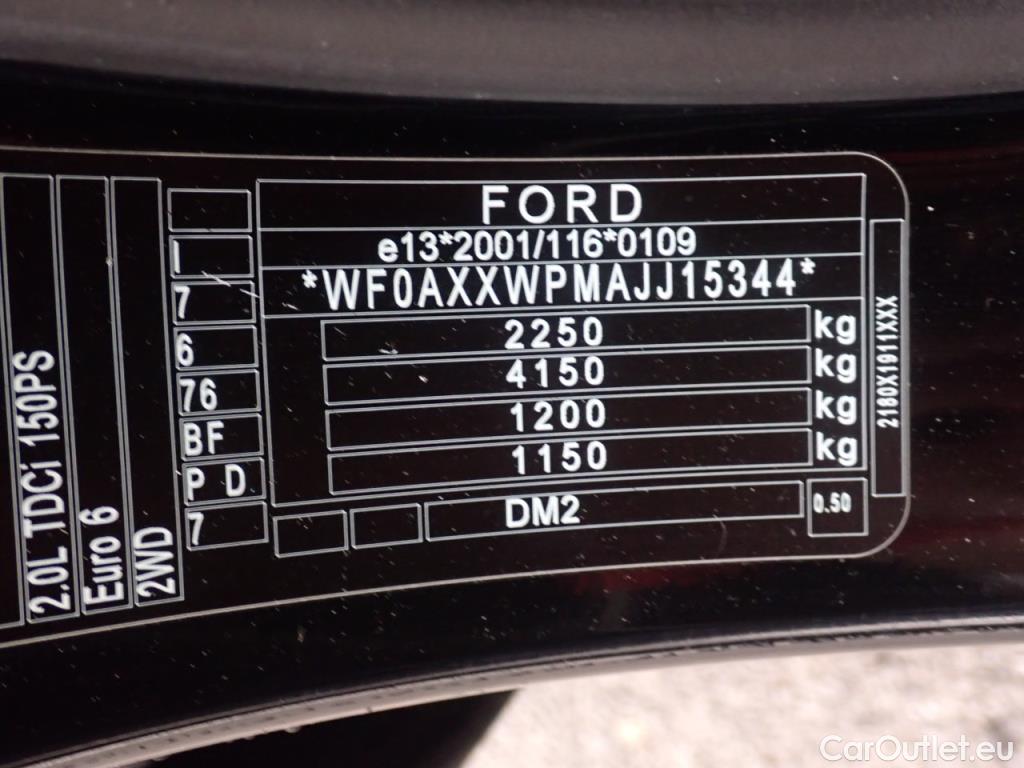 FORD
e13*2001/116*0109
*WF0AXXWPMAJJ15344*
2250 kg
4150 kg
1200 kg
1150 kg
DM2
0.50
2180X1911XXX
I
7
6
76
BF
P D
7
2.0L TDCi 150PS
Euro 6
2WD
CarOutlet.eu